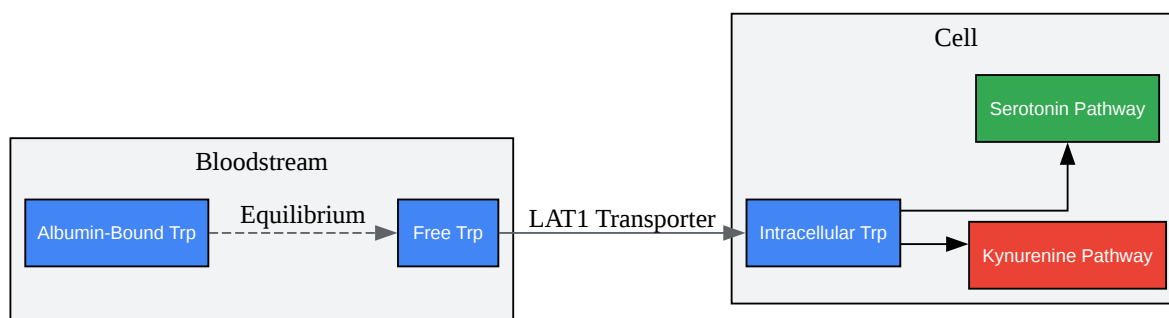 Cell
Serotonin Pathway
Bloodstream
Albumin-Bound Trp
Equilibrium
Free Trp
LAT1 Transporter
Intracellular Trp
Kynurenine Pathway